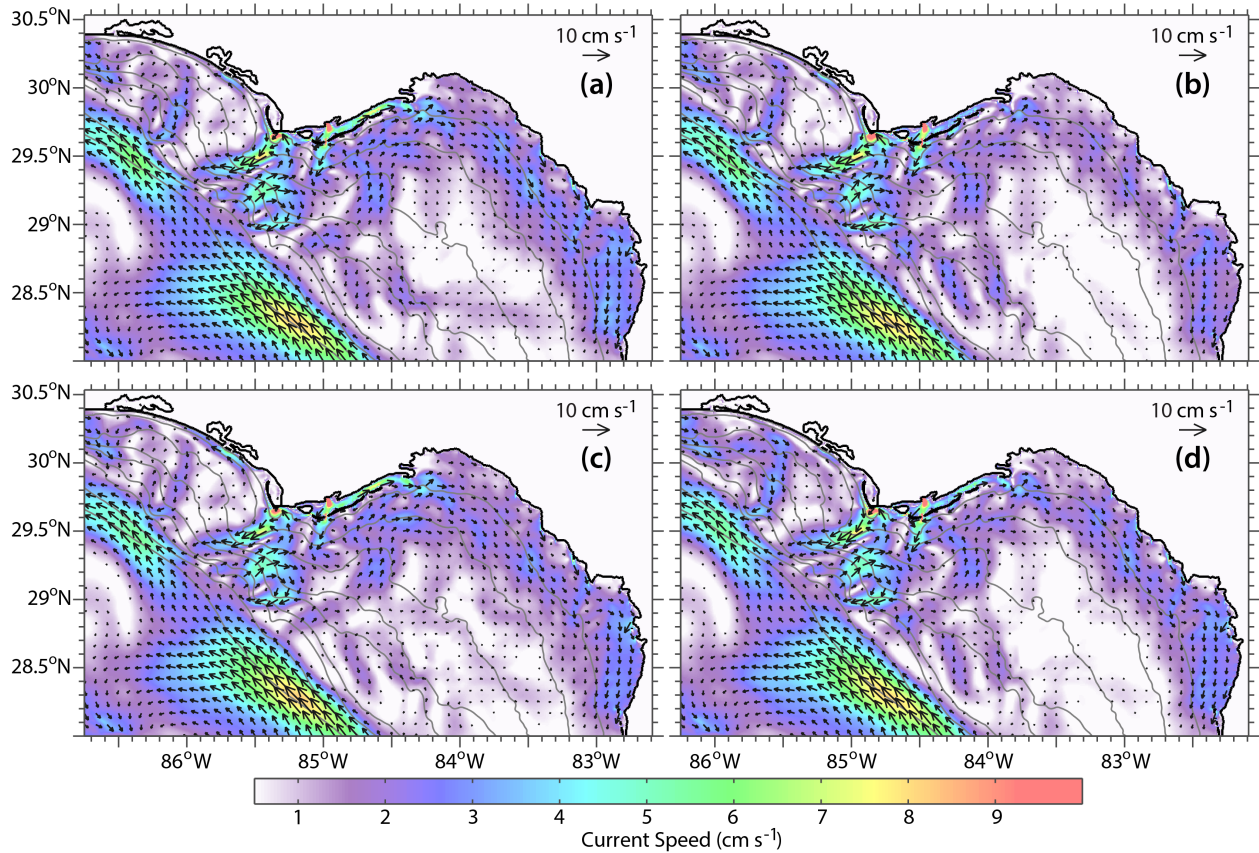 30.5°N
10 cm s⁻¹
10 cm s⁻¹
30°N
(a)
(b)
29.5°N
29°N
28.5°N
30.5°N
10 cm s⁻¹
10 cm s⁻¹
30°N
(c)
(d)
29.5°N
29°N
28.5°N
86°W 85°W 84°W 83°W 86°W 85°W 84°W 83°W
1 2 3 4 5 6 7 8 9
Current Speed (cm s⁻¹)